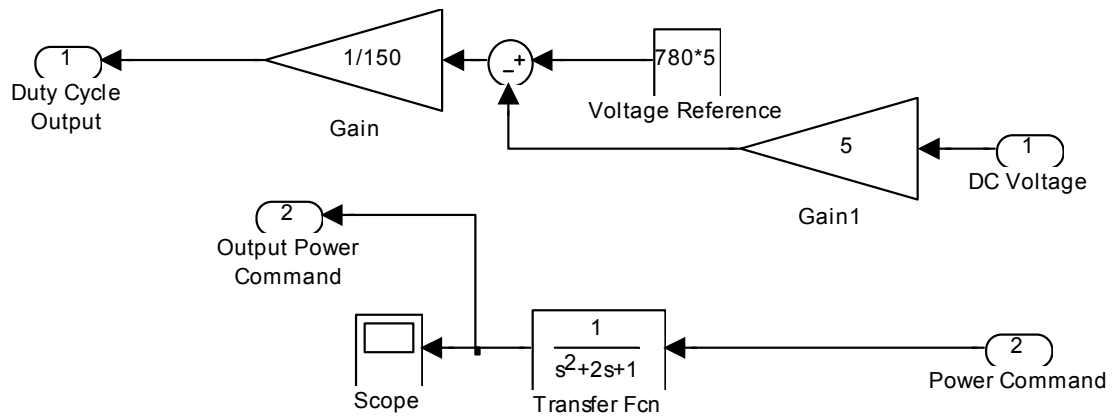 1
Duty Cycle
Output
1/150
Gain
–
+
780*5
Voltage Reference
5
Gain1
1
DC Voltage
2
Output Power
Command
Scope
1
s²+2s+1
Transfer Fcn
2
Power Command